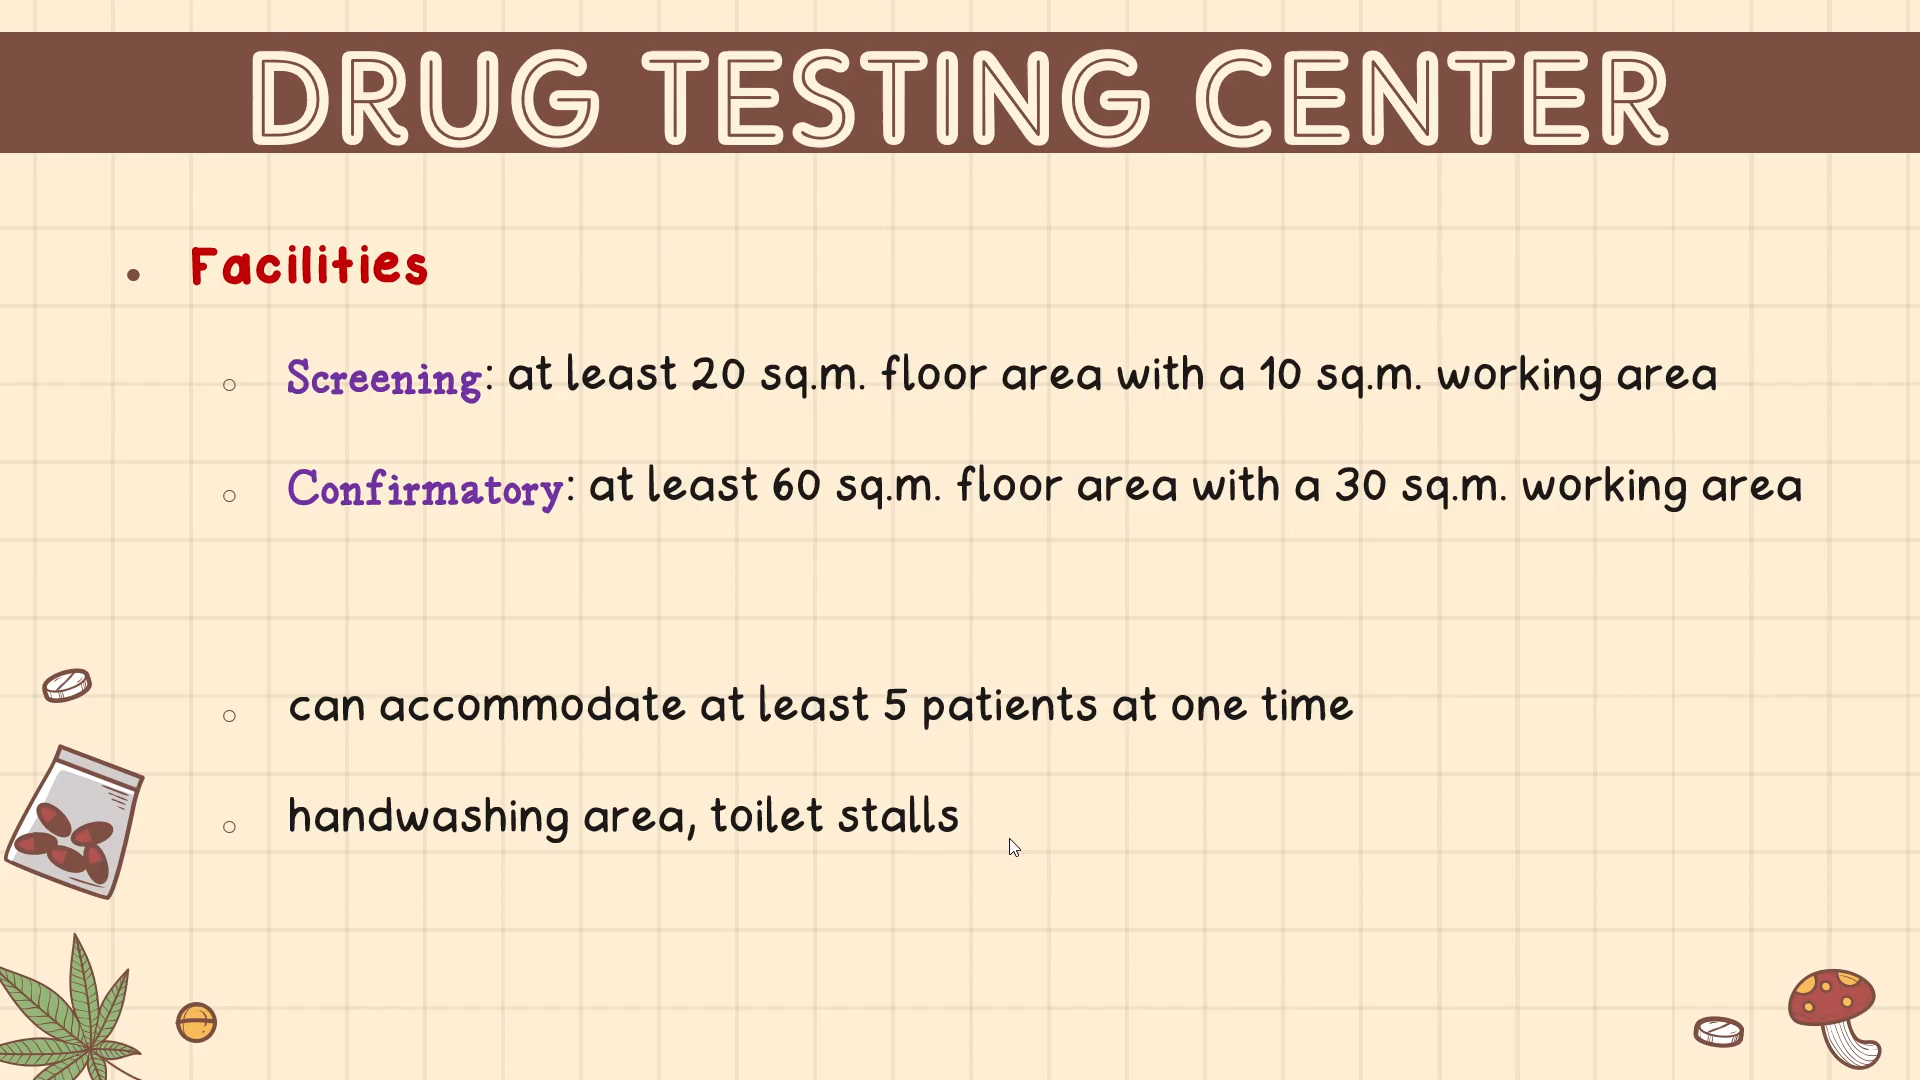 DRUG TESTING CENTER
• Facilities
○ Screening: at least 20 sq.m. floor area with a 10 sq.m. working area
○ Confirmatory: at least 60 sq.m. floor area with a 30 sq.m. working area
○ can accommodate at least 5 patients at one time
○ handwashing area, toilet stalls